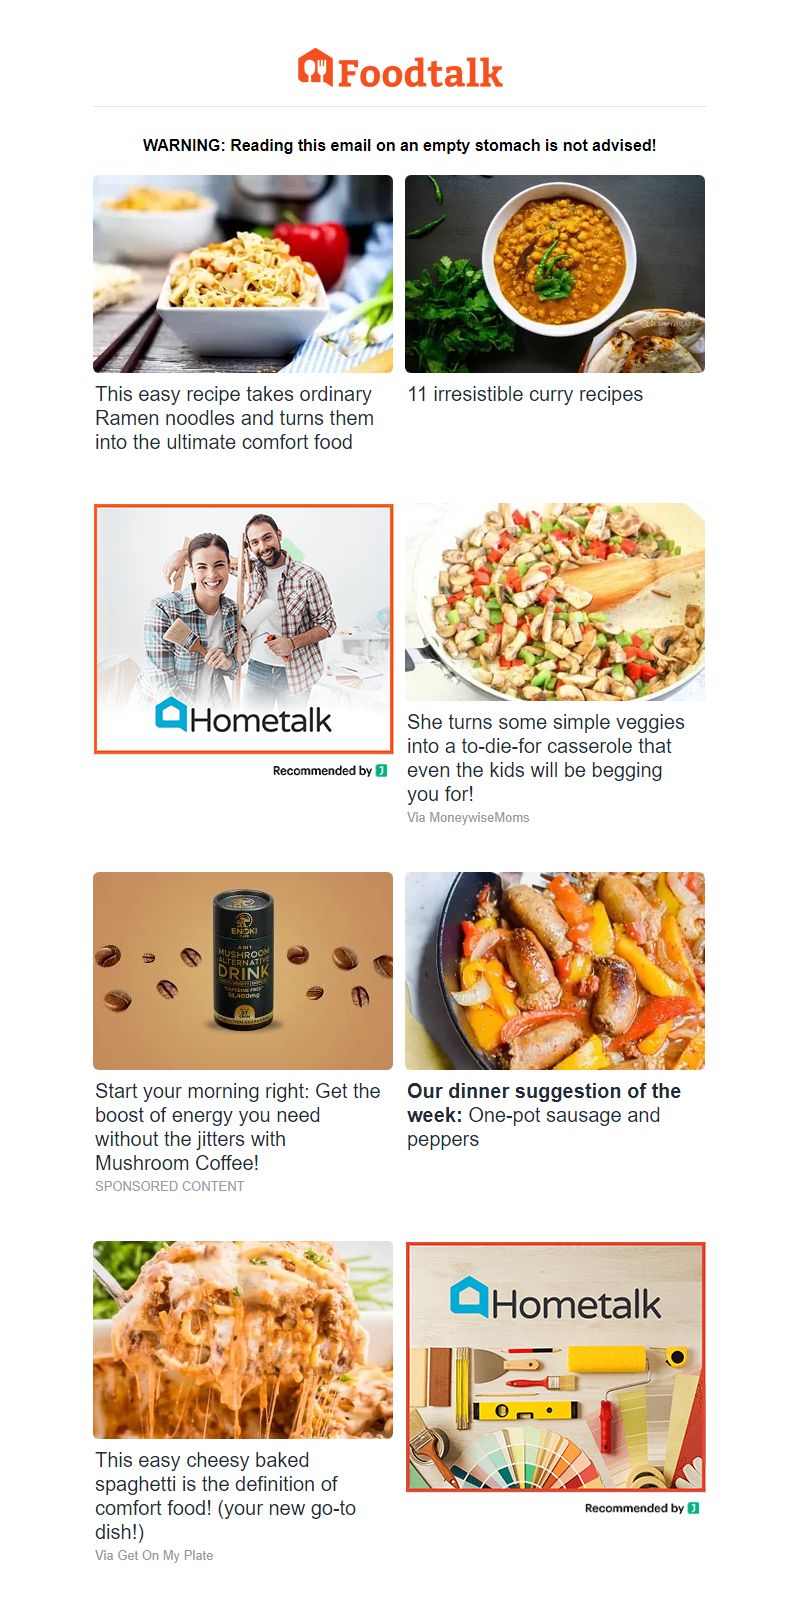 Foodtalk
WARNING: Reading this email on an empty stomach is not advised!
This easy recipe takes ordinary
Ramen noodles and turns them
into the ultimate comfort food
11 irresistible curry recipes
Hometalk
Recommended by
She turns some simple veggies
into a to-die-for casserole that
even the kids will be begging
you for!
Via MoneywiseMoms
ENOKI
MUSHROOM
ALTERNATIVE
DRINK
Start your morning right: Get the
boost of energy you need
without the jitters with
Mushroom Coffee!
SPONSORED CONTENT
Our dinner suggestion of the
week: One-pot sausage and
peppers
This easy cheesy baked
spaghetti is the definition of
comfort food! (your new go-to
dish!)
Via Get On My Plate
Hometalk
Recommended by